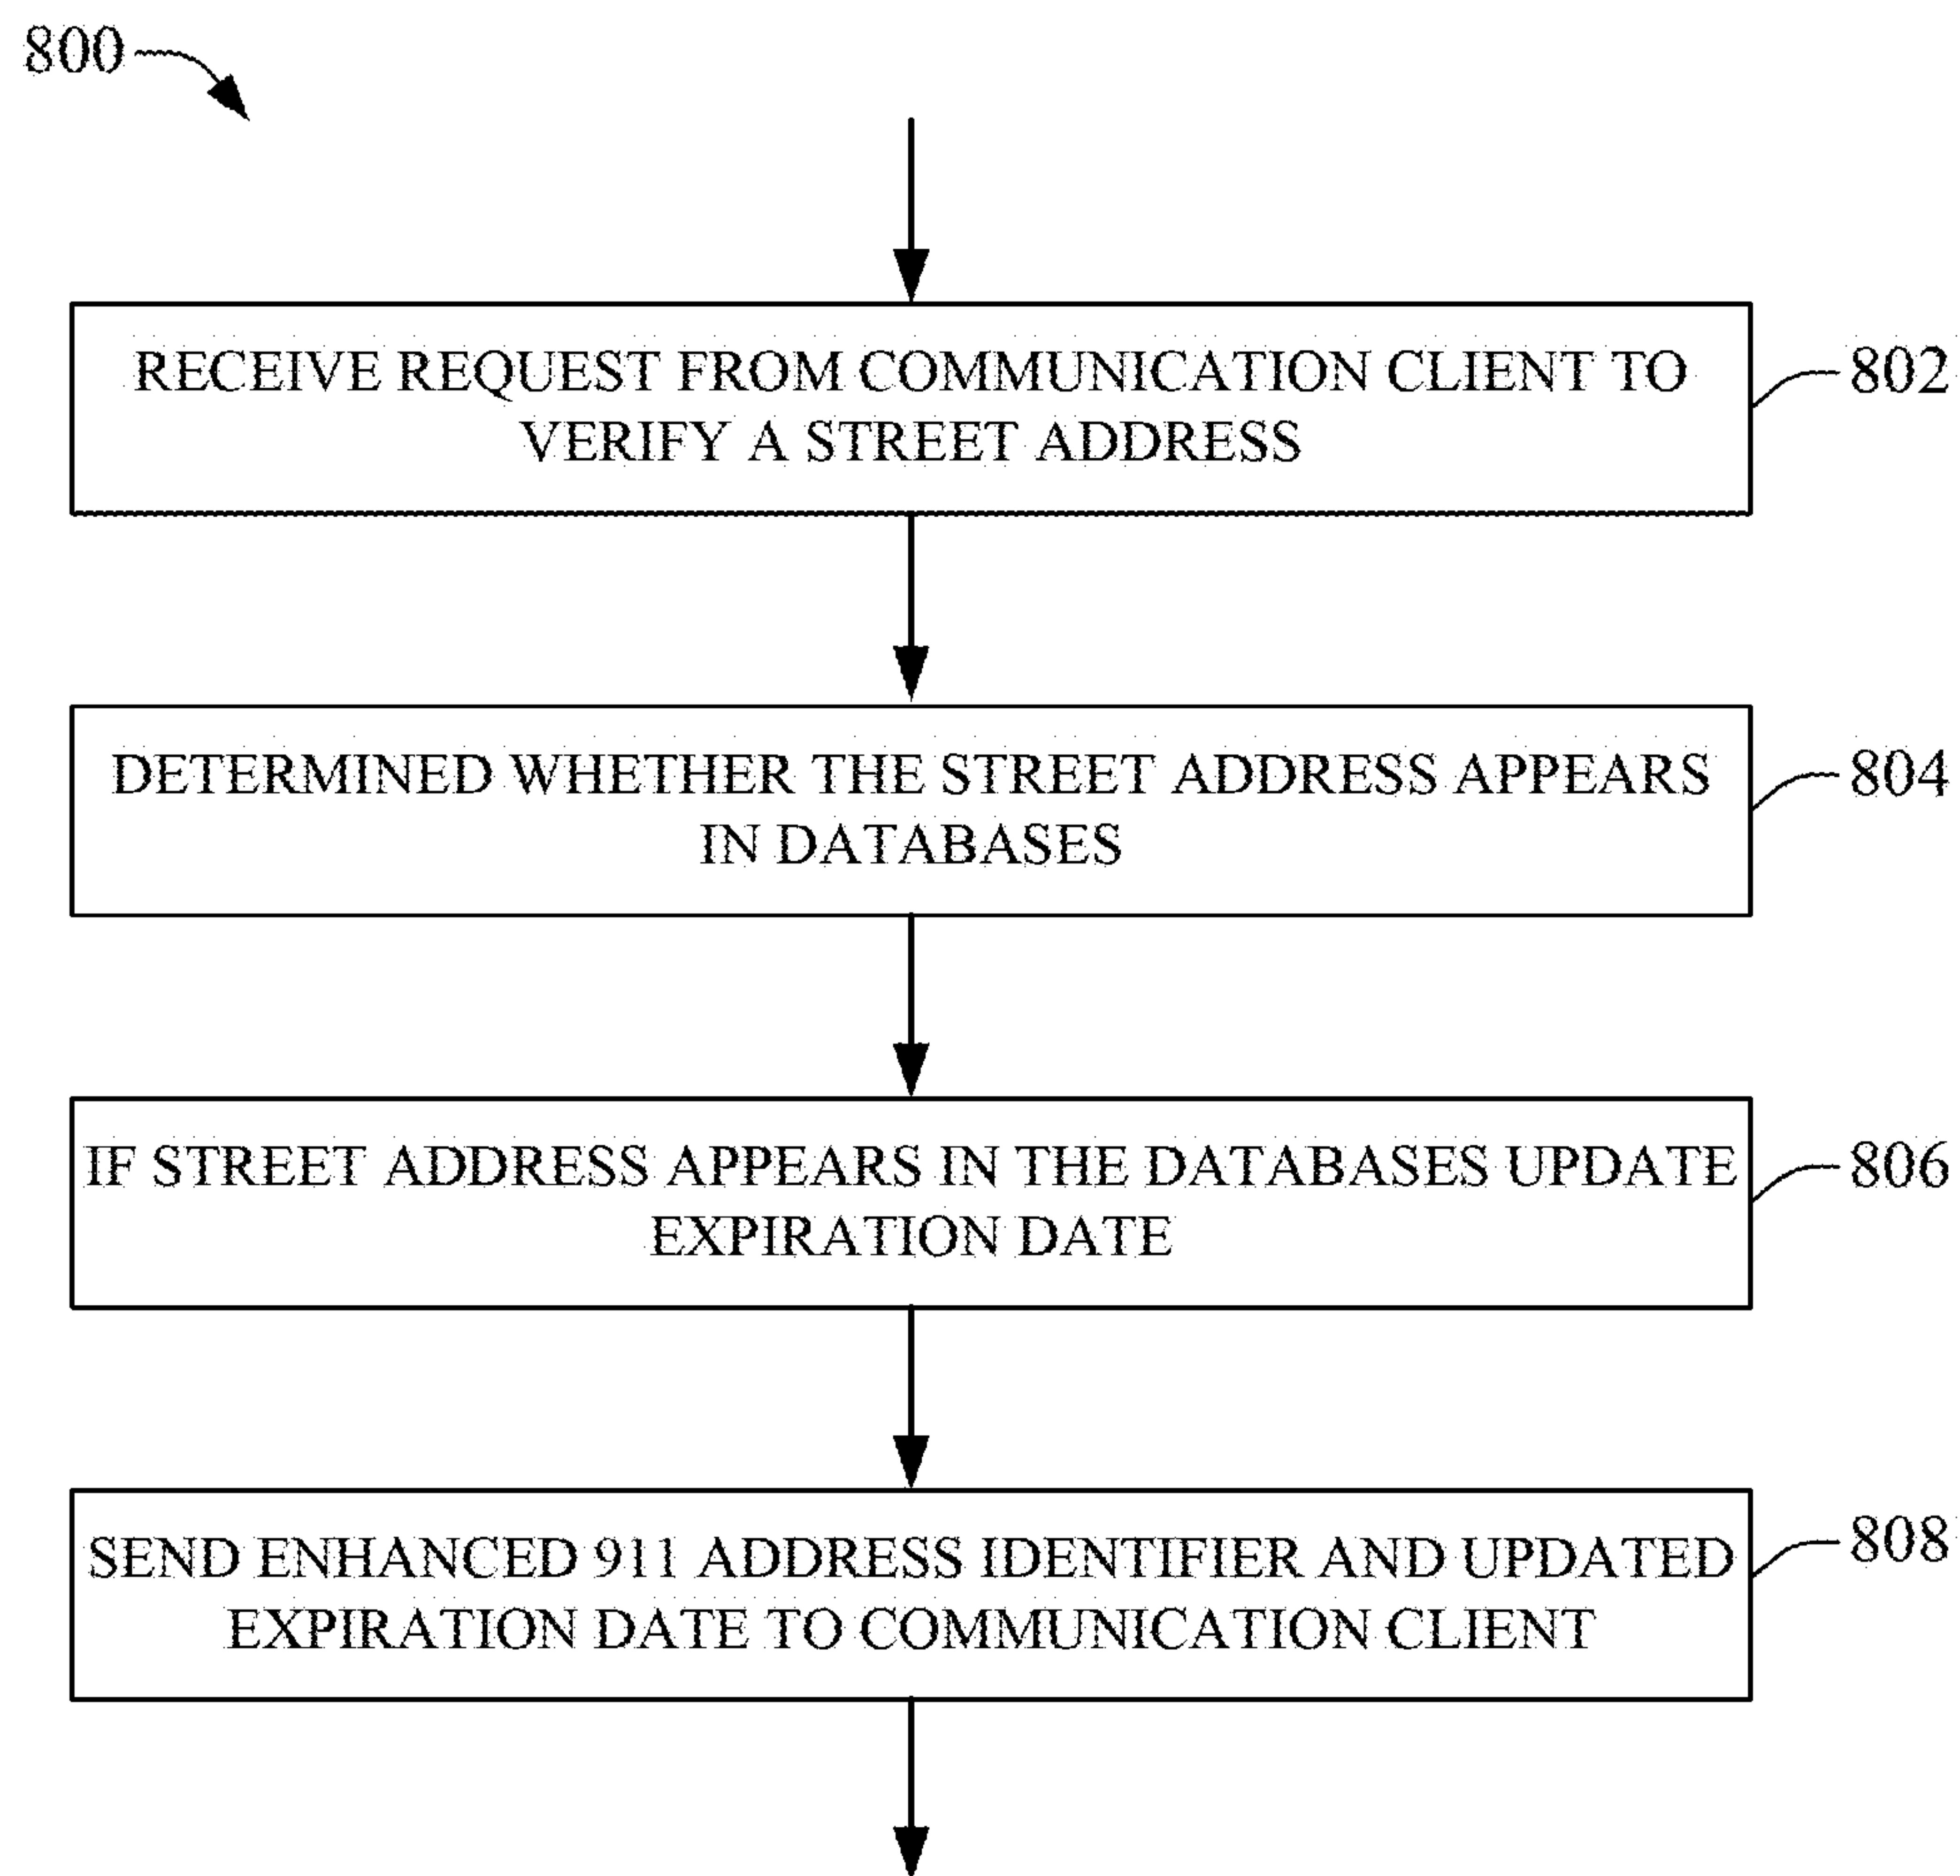 800
RECEIVE REQUEST FROM COMMUNICATION CLIENT TO
VERIFY A STREET ADDRESS
802
DETERMINED WHETHER THE STREET ADDRESS APPEARS
IN DATABASES
804
IF STREET ADDRESS APPEARS IN THE DATABASES UPDATE
EXPIRATION DATE
806
SEND ENHANCED 911 ADDRESS IDENTIFIER AND UPDATED
EXPIRATION DATE TO COMMUNICATION CLIENT
808